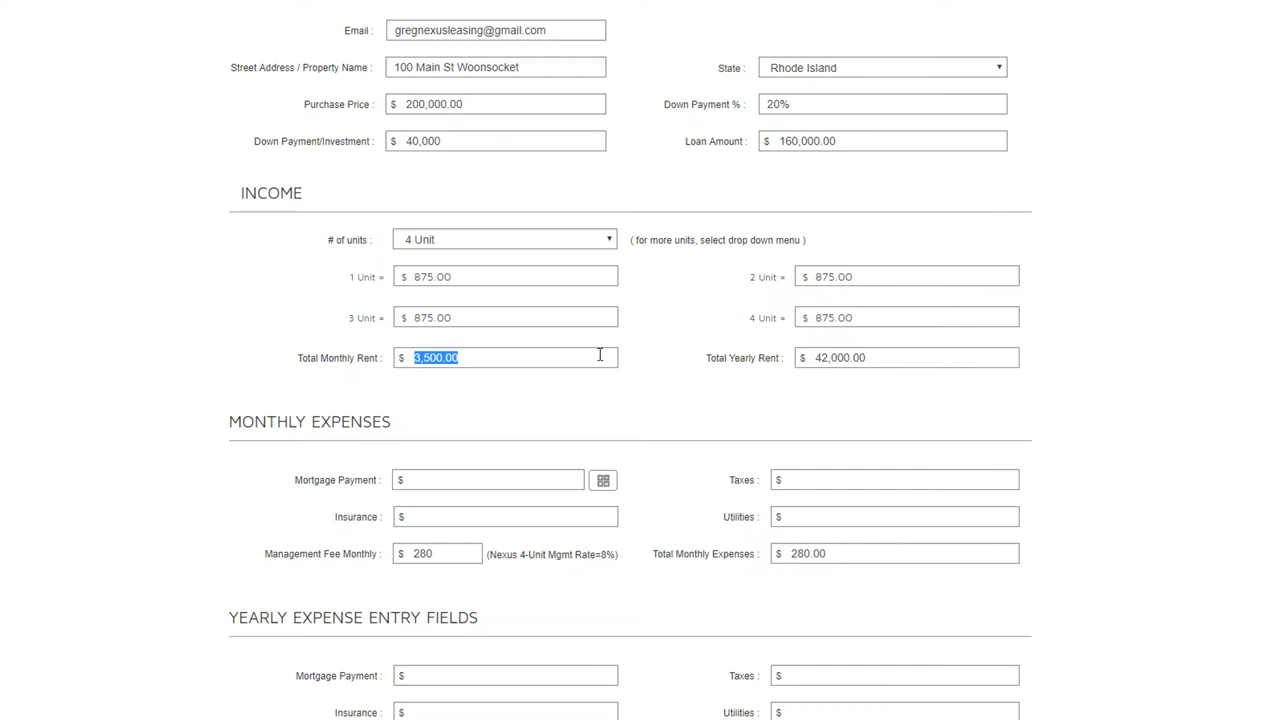 Email : gregnexusleasing@gmail.com
Street Address / Property Name : 100 Main St Woonsocket State : Rhode Island
Purchase Price : $ 200,000.00 Down Payment % : 20%
Down Payment/Investment : $ 40,000 Loan Amount : $ 160,000.00
INCOME
# of units : 4 Unit ( for more units, select drop down menu )
1 Unit = $ 875.00 2 Unit = $ 875.00
3 Unit = $ 875.00 4 Unit = $ 875.00
Total Monthly Rent : $ 3,500.00 Total Yearly Rent : $ 42,000.00
MONTHLY EXPENSES
Mortgage Payment : $ Taxes : $
Insurance : $ Utilities : $
Management Fee Monthly : $ 280 (Nexus 4-Unit Mgmt Rate=8%) Total Monthly Expenses : $ 280.00
YEARLY EXPENSE ENTRY FIELDS
Mortgage Payment : $ Taxes : $
Insurance : $ Utilities : $